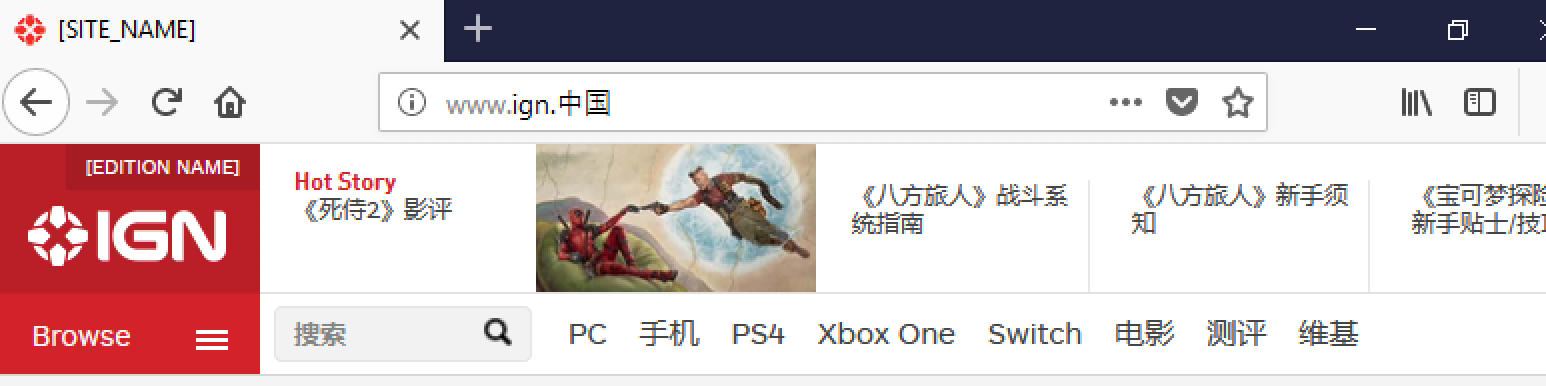 [SITE_NAME]
www.ign.中国
[EDITION NAME]
IGN
Hot Story
《死侍2》影评
《八方旅人》战斗系
统指南
《八方旅人》新手须
知
《宝可梦探险
新手贴士/技巧
Browse
搜索
PC 手机 PS4 Xbox One Switch 电影 测评 维基